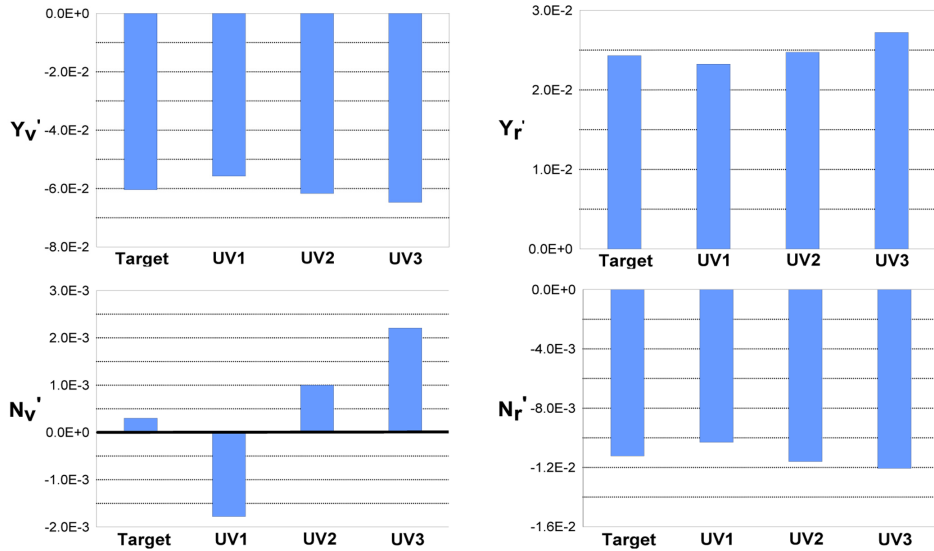 0.0E+0
-2.0E-2
Yv'
-4.0E-2
-6.0E-2
-8.0E-2
Target UV1 UV2 UV3
3.0E-2
2.0E-2
Yr'
1.0E-2
0.0E+0
Target UV1 UV2 UV3
3.0E-3
2.0E-3
1.0E-3
Nv'
0.0E+0
-1.0E-3
-2.0E-3
Target UV1 UV2 UV3
0.0E+0
-4.0E-3
Nr'
-8.0E-3
-1.2E-2
-1.6E-2
Target UV1 UV2 UV3